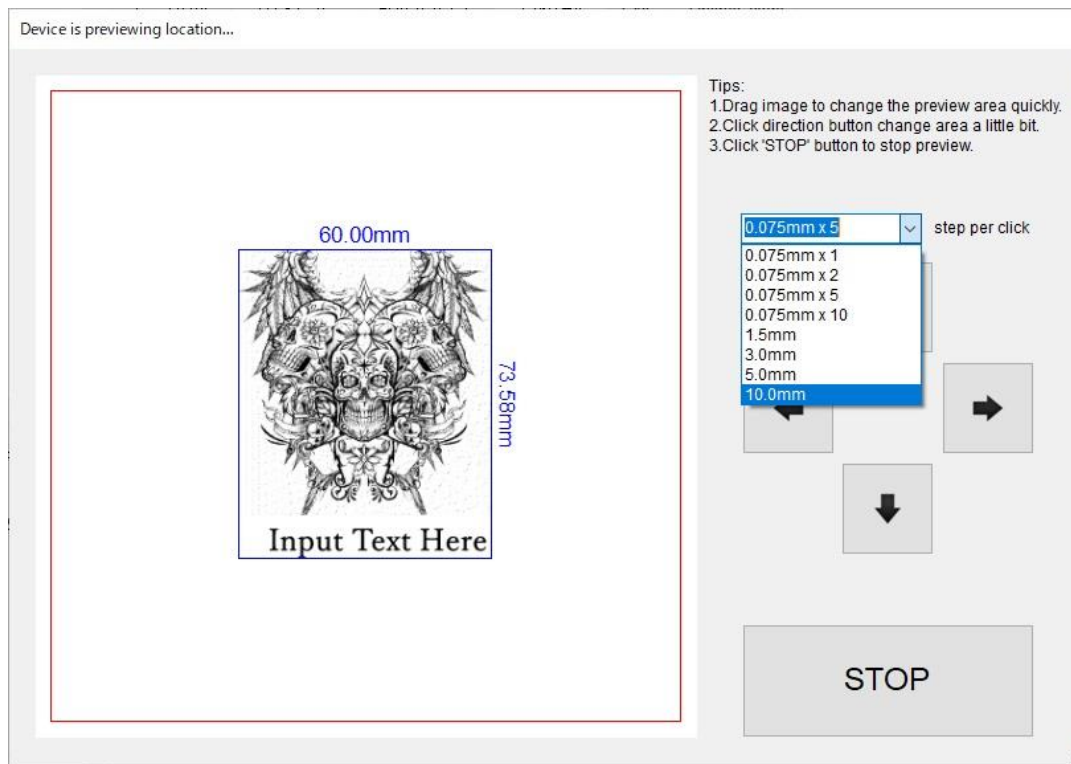 Device is previewing location...
Tips:
1.Drag image to change the preview area quickly.
2.Click direction button change area a little bit.
3.Click 'STOP' button to stop preview.
0.075mm x 5
step per click
0.075mm x 1
0.075mm x 2
0.075mm x 5
0.075mm x 10
1.5mm
3.0mm
5.0mm
10.0mm
60.00mm
73.58mm
Input Text Here
STOP